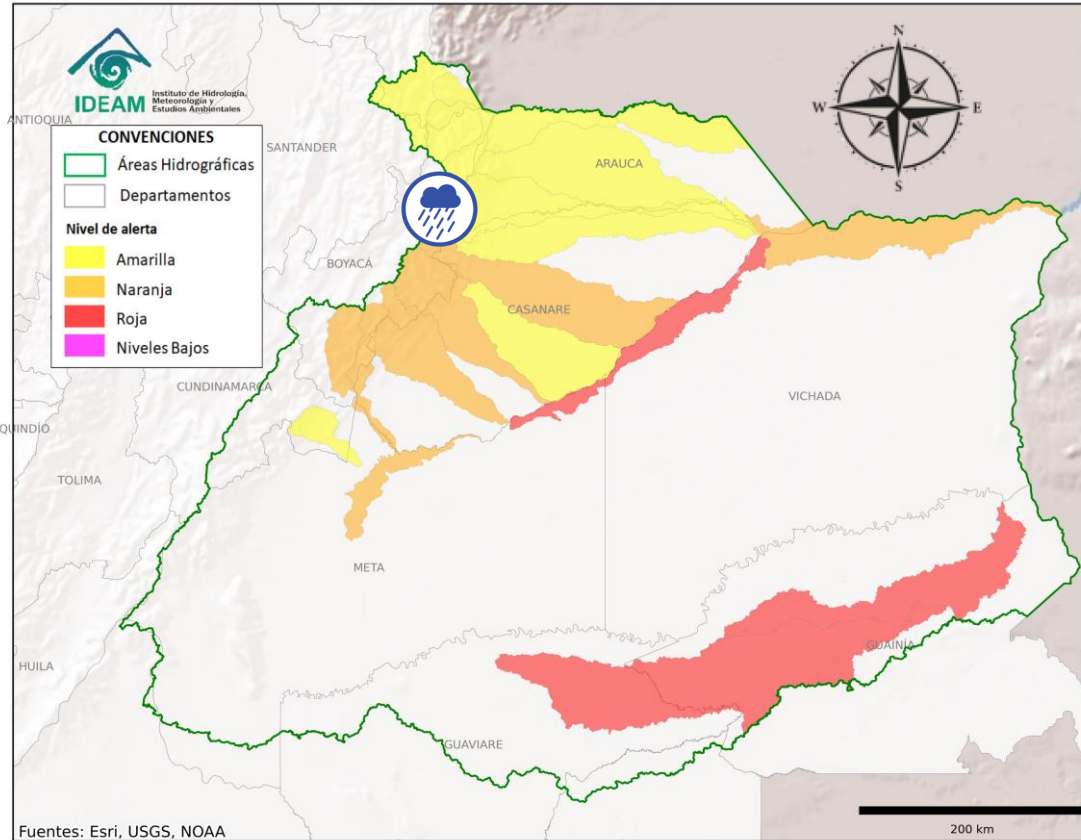 IDEAM
Instituto de Hidrología,
Meteorología y
Estudios Ambientales
CONVENCIONES
Áreas Hidrográficas
Departamentos
Nivel de alerta
Amarilla
Naranja
Roja
Niveles Bajos
N
W
E
S
ANTIOQUIA
SANTANDER
ARAUCA
BOYACÁ
CASANARE
CUNDINAMARCA
VICHADA
QUINDÍO
TOLIMA
META
HUILA
GUAINÍA
GUAVIARE
Fuentes: Esri, USGS, NOAA
200 km